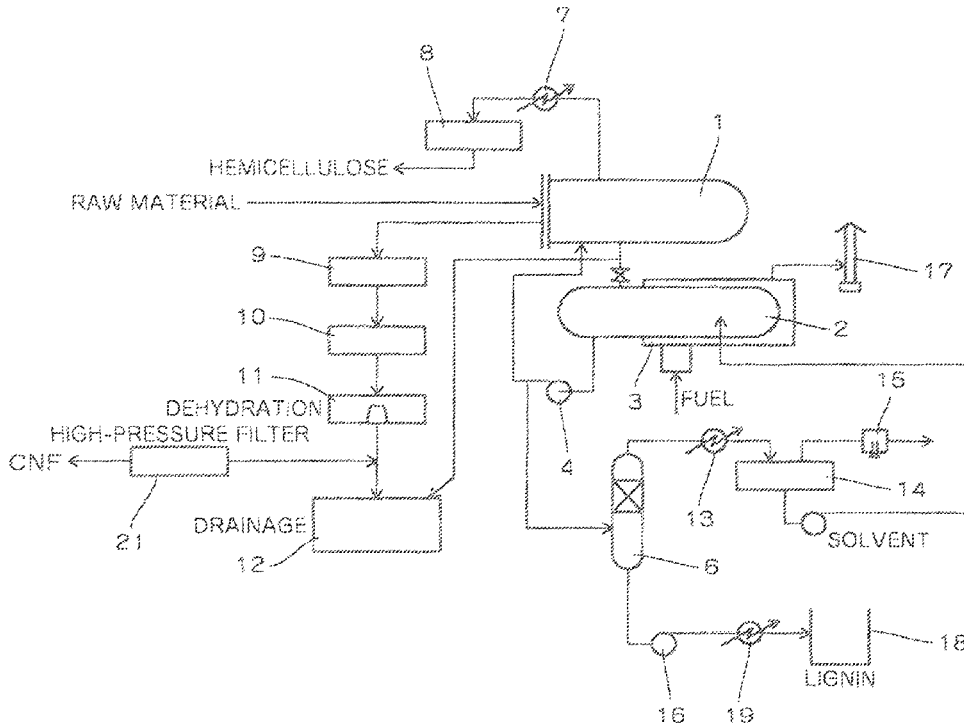 7
8
1
HEMICELLULOSE
RAW MATERIAL
9
17
10
2
11
15
DEHYDRATION
3
FUEL
HIGH-PRESSURE FILTER
CNF
4
14
13
21
DRAINAGE
SOLVENT
12
6
18
LIGNIN
16
19